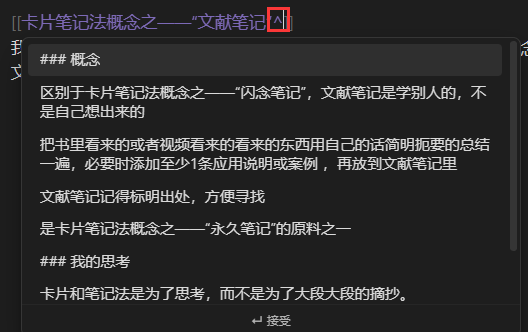 [[卡片笔记法概念之——“文献笔记”^]]
### 概念
区别于卡片笔记法概念之——“闪念笔记”，文献笔记是学别人的，不
是自己想出来的
把书里看来的或者视频看来的看来的东西用自己的话简明扼要的总结
一遍，必要时添加至少1条应用说明或案例 ，再放到文献笔记里
文献笔记记得标明出处，方便寻找
是卡片笔记法概念之——“永久笔记”的原料之一
### 我的思考
卡片和笔记法是为了思考，而不是为了大段大段的摘抄。
↵ 接受